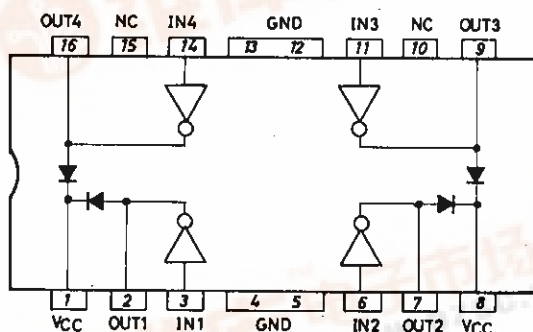 OUT4 NC IN4 GND IN3 NC OUT3
16 15 14 13 12 11 10 9
1 2 3 4 5 6 7 8
VCC OUT1 IN1 GND IN2 OUT2 VCC